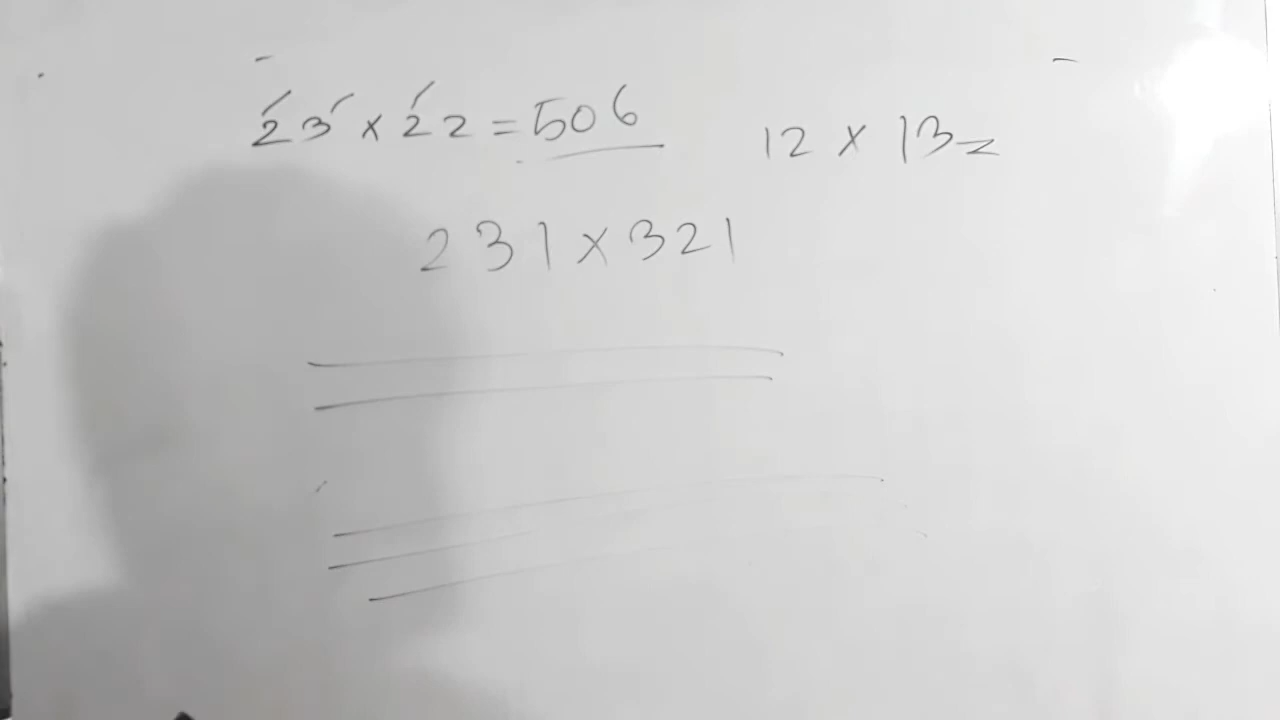 23 x 22 = 506 12 x 13 =
231 x 321